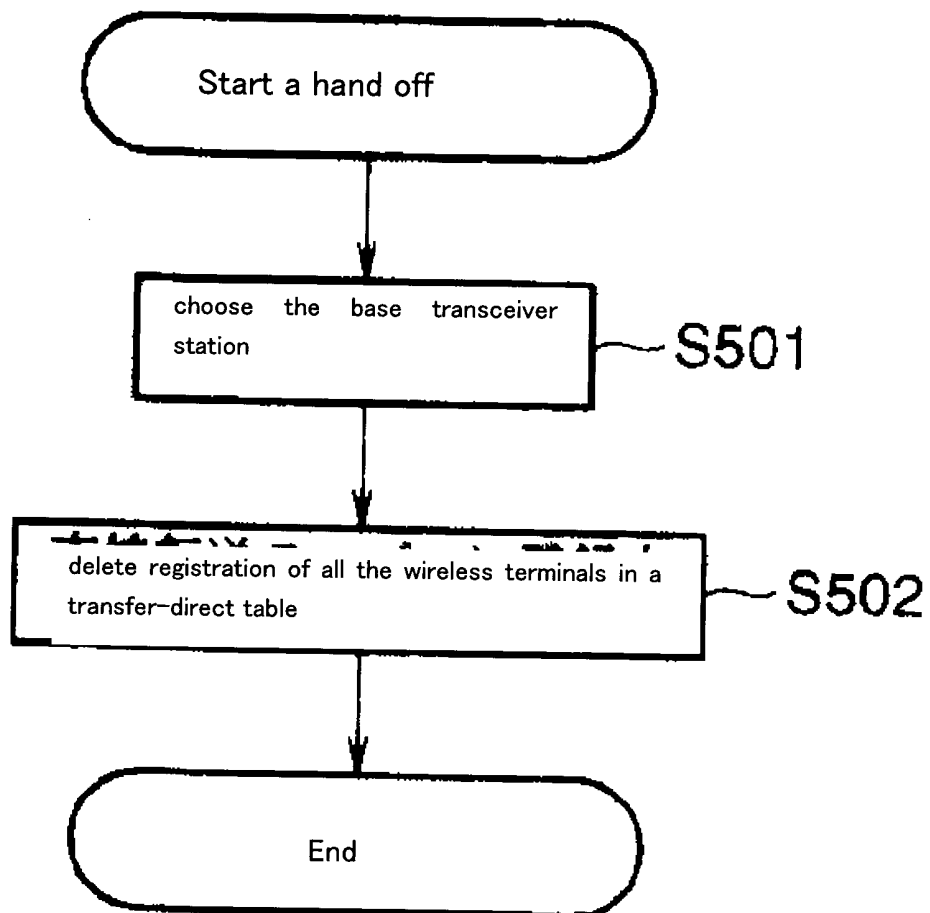 Start a hand off
choose the base transceiver
station
S501
delete registration of all the wireless terminals in a
transfer-direct table
S502
End